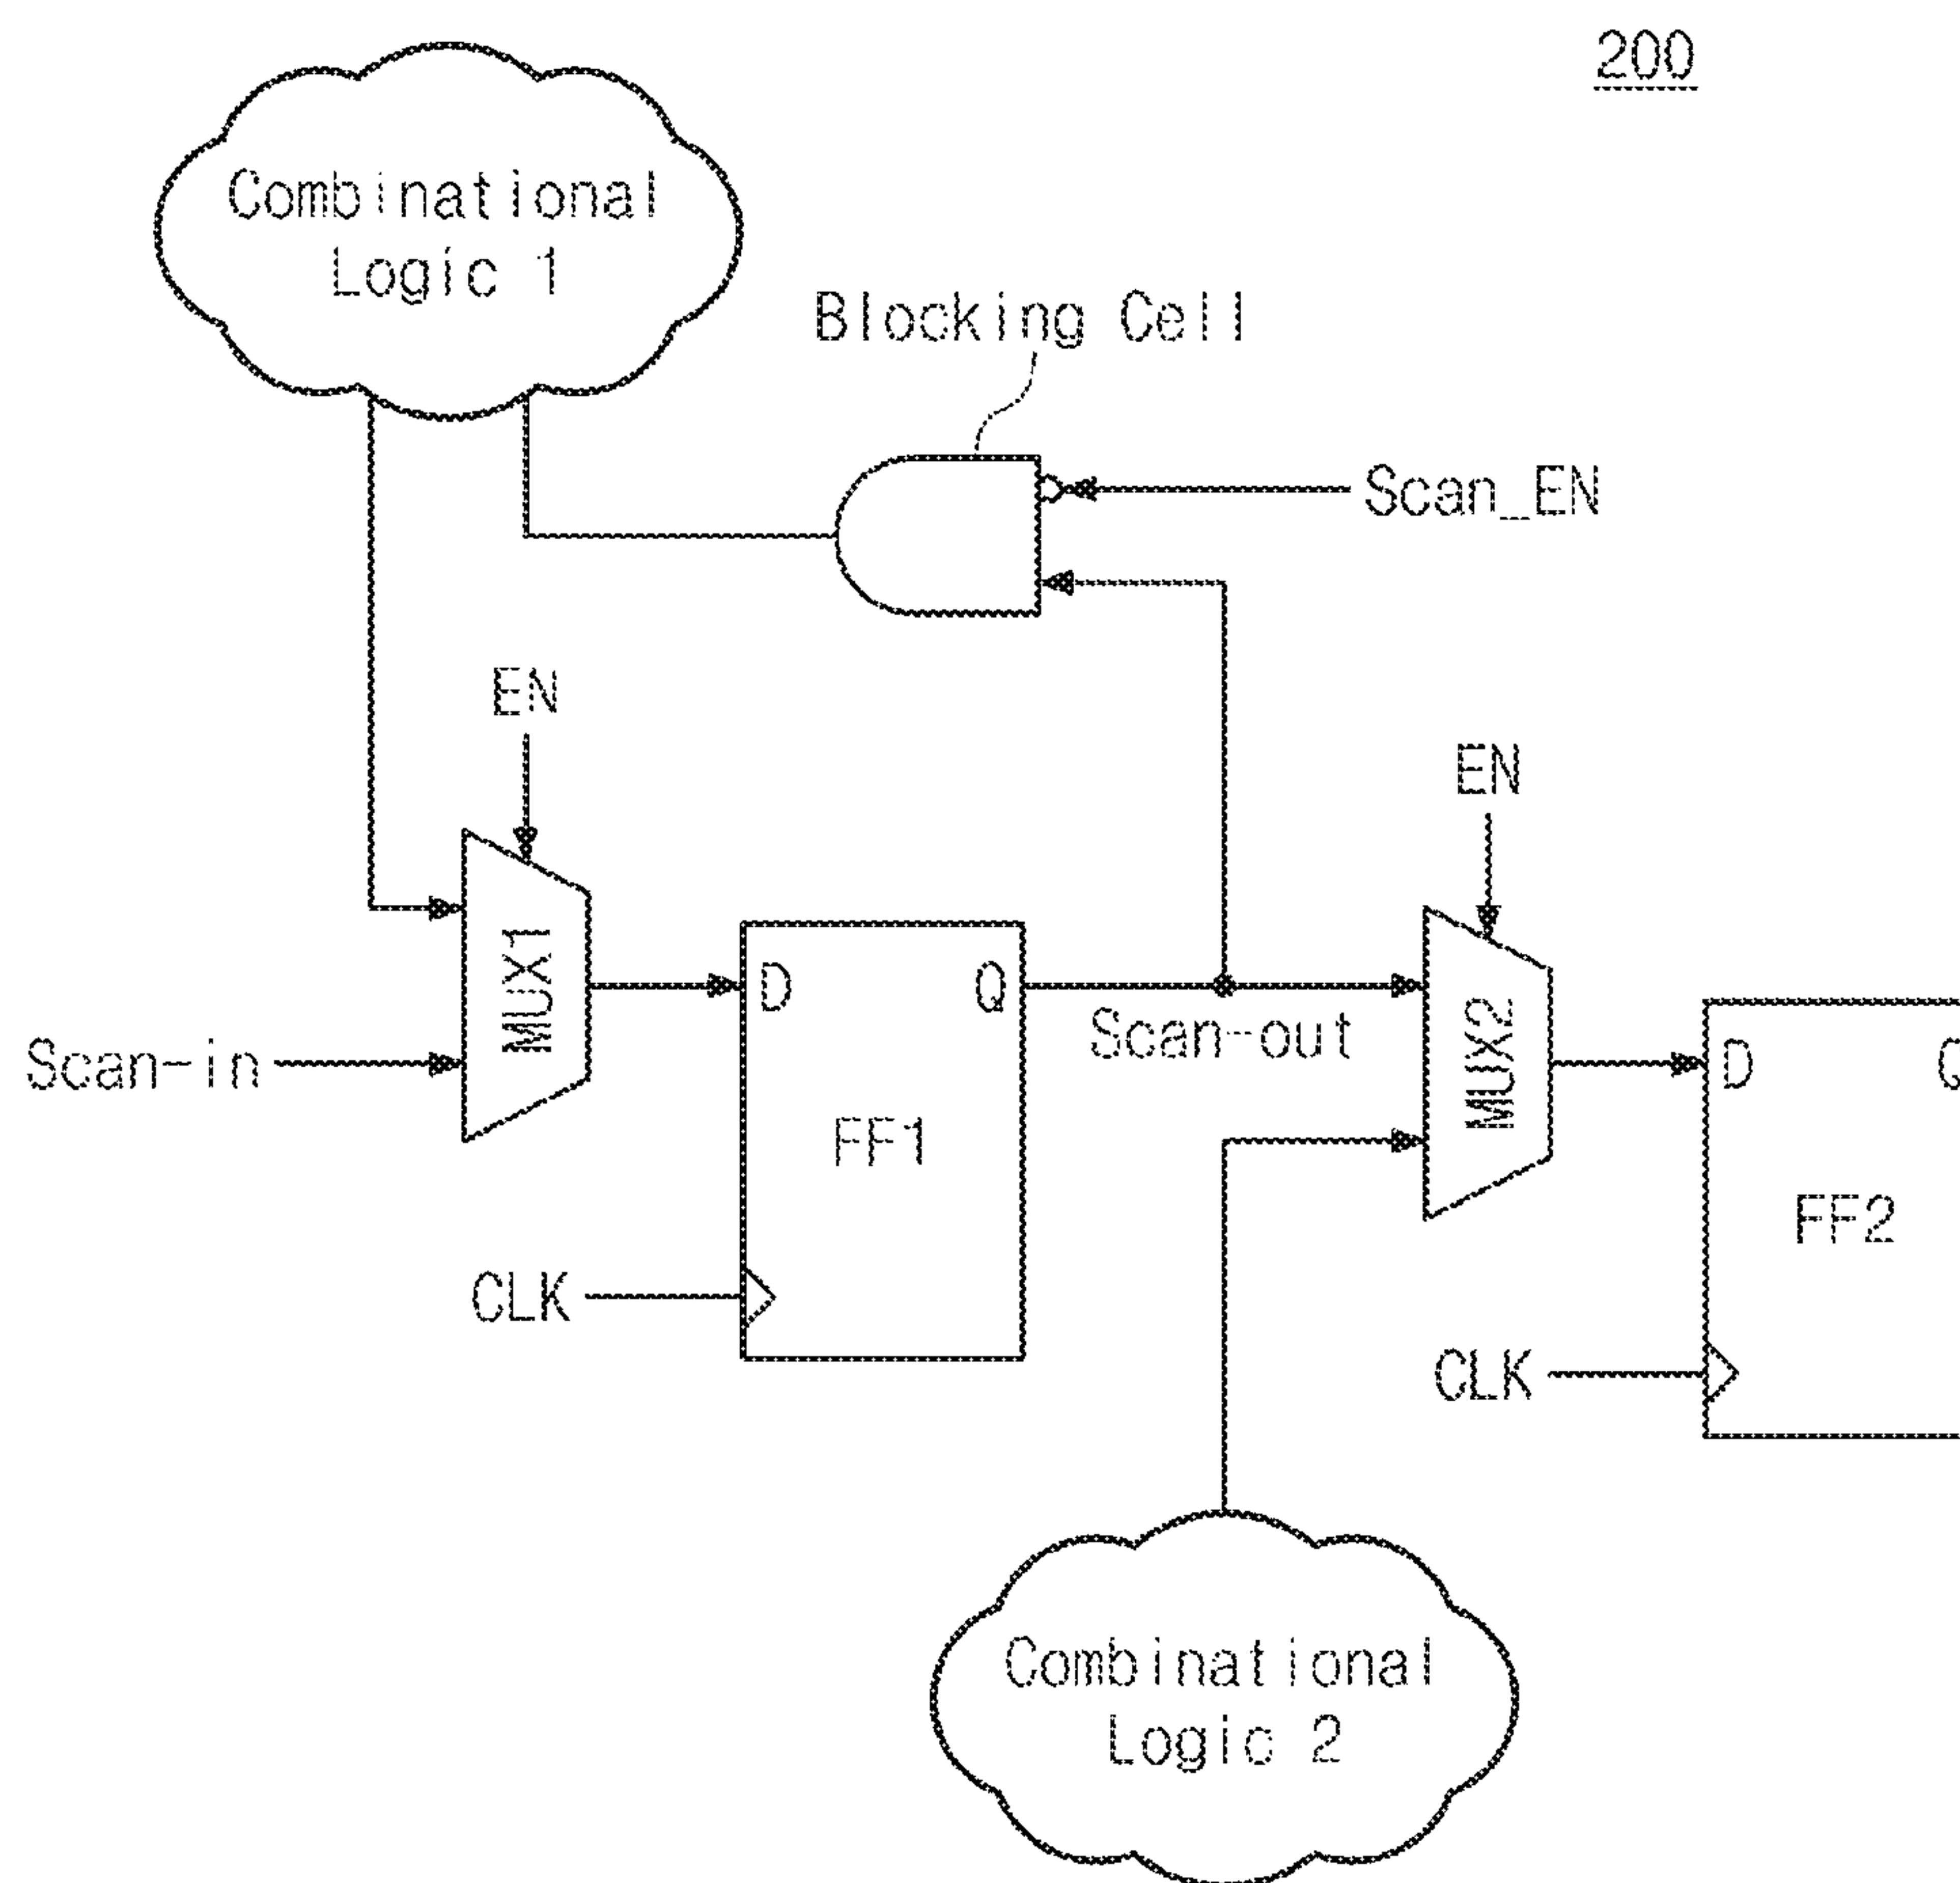 200
Combinational
Logic 1
Blocking Cell
Scan_EN
EN
EN
MUX1
D
Q
Scan-out
MUX2
Scan-in
D
Q
FF1
FF2
CLK
CLK
Combinational
Logic 2